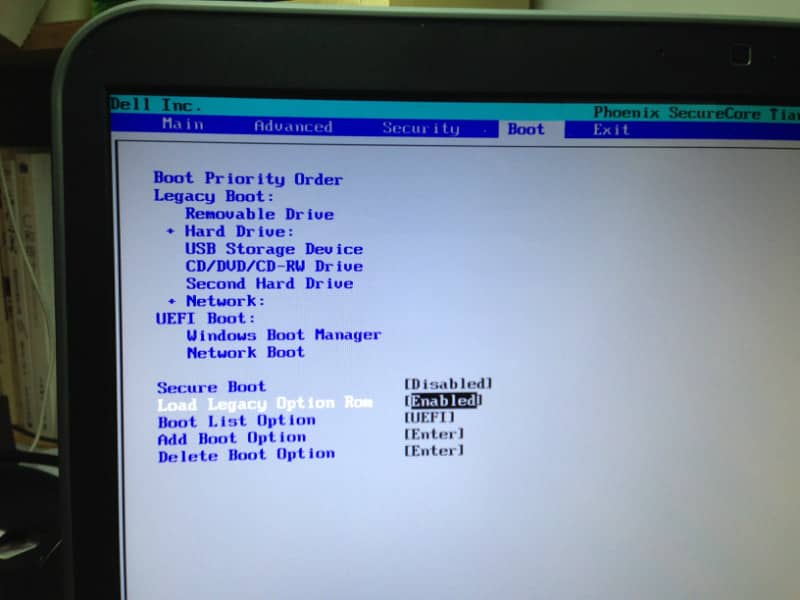 Dell Inc.
Phoenix SecureCore
Main Advanced Security Boot Exit
Boot Priority Order
Legacy Boot:
Removable Drive
+ Hard Drive:
USB Storage Device
CD/DVD/CD-RW Drive
Second Hard Drive
+ Network:
UEFI Boot:
Windows Boot Manager
Network Boot
Secure Boot [Disabled]
Load Legacy Option Rom [Enabled]
Boot List Option [UEFI]
Add Boot Option [Enter]
Delete Boot Option [Enter]